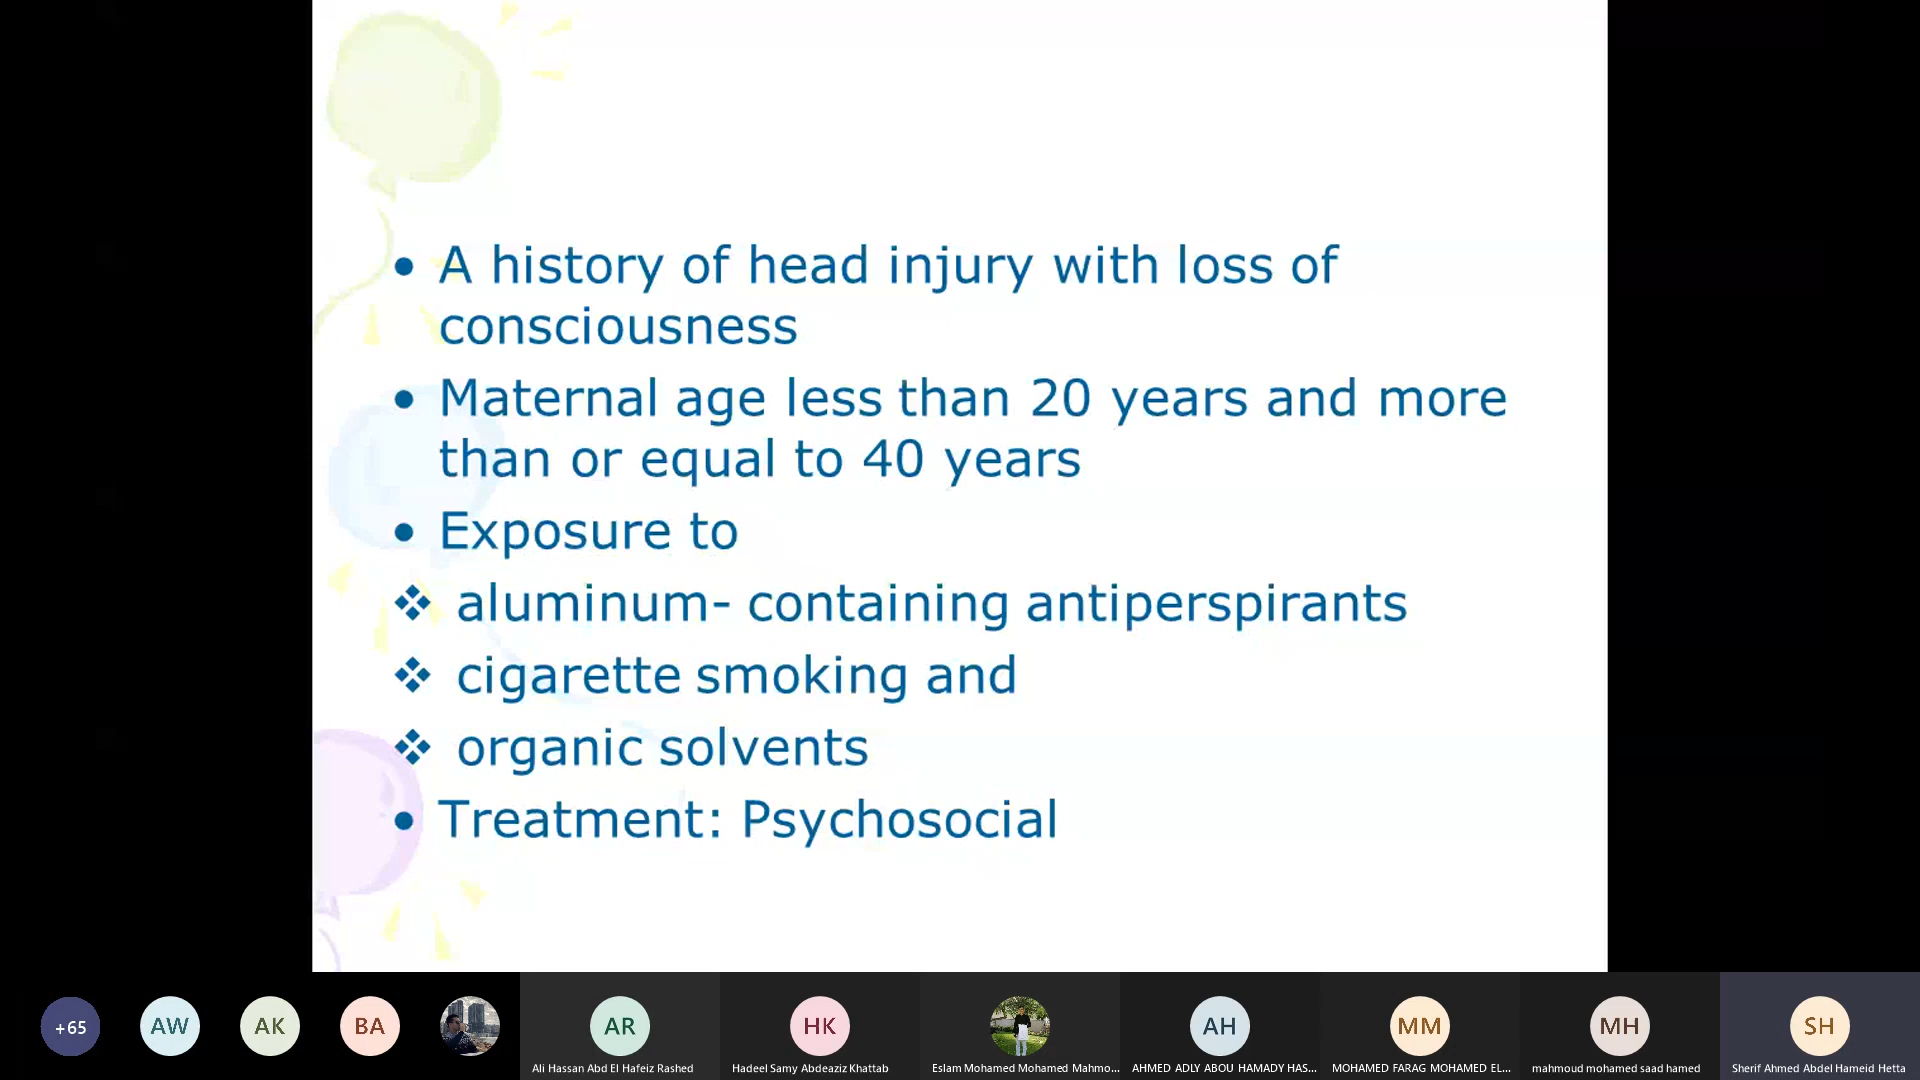 • A history of head injury with loss of
consciousness
• Maternal age less than 20 years and more
than or equal to 40 years
• Exposure to
❖ aluminum- containing antiperspirants
❖ cigarette smoking and
❖ organic solvents
• Treatment: Psychosocial
+65
AW
AK
BA
AR
HK
AH
MM
MH
SH
Ali Hassan Abd El Hafeiz Rashed
Hadeel Samy Abdeaziz Khattab
Eslam Mohamed Mohamed Mahmo...
AHMED ADLY ABOU HAMADY HAS...
MOHAMED FARAG MOHAMED EL...
mahmoud mohamed saad hamed
Sherif Ahmed Abdel Hameid Hetta